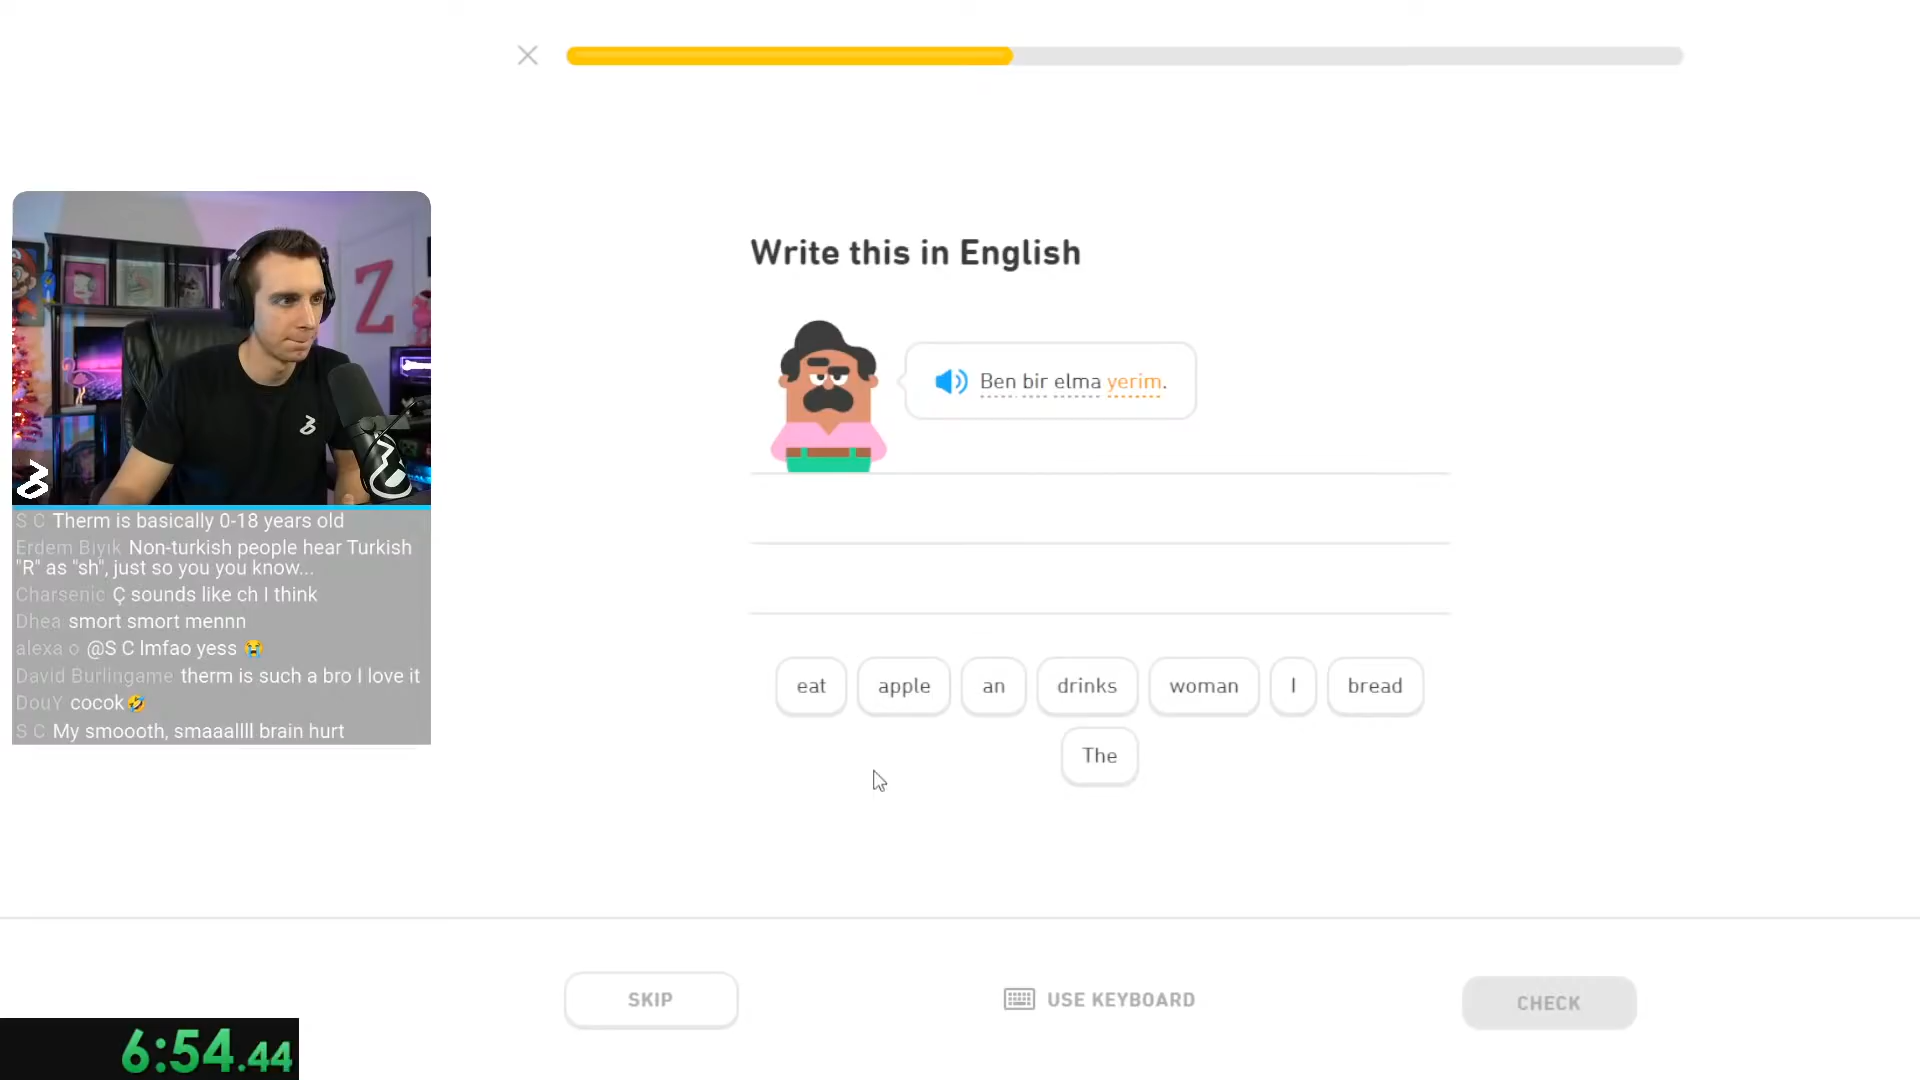 Write this in English
Ben bir elma yerim.
eat apple an drinks woman I bread
The
SKIP
USE KEYBOARD
CHECK
Z
S C Therm is basically 0-18 years old
Erdem Bıyık Non-turkish people hear Turkish
"R" as "sh", just so you you know...
Charsenic Ç sounds like ch I think
Dhea smort smort mennn
alexa o @S C lmfao yess 😭
David Burlingame therm is such a bro I love it
DouY cocok🤣
S C My smoooth, smaaallll brain hurt
6:54.44